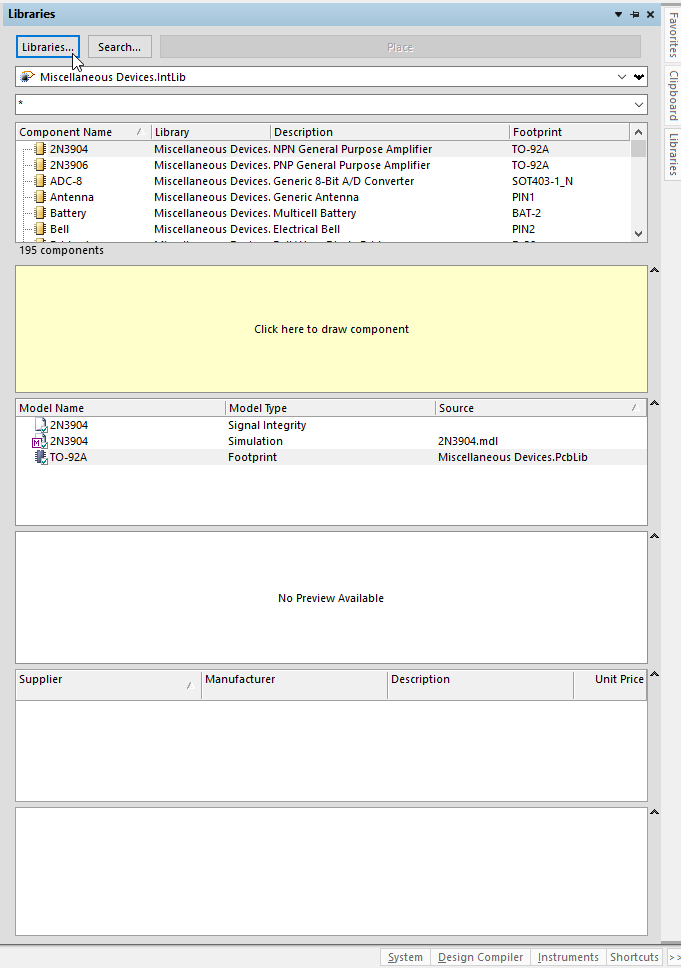 Libraries
Libraries... Search... Place
Miscellaneous Devices.IntLib
*
Component Name / Library Description Footprint
2N3904 Miscellaneous Devices. NPN General Purpose Amplifier TO-92A
2N3906 Miscellaneous Devices. PNP General Purpose Amplifier TO-92A
ADC-8 Miscellaneous Devices. Generic 8-Bit A/D Converter SOT403-1_N
Antenna Miscellaneous Devices. Generic Antenna PIN1
Battery Miscellaneous Devices. Multicell Battery BAT-2
Bell Miscellaneous Devices. Electrical Bell PIN2
195 components
Click here to draw component
Model Name Model Type Source /
2N3904 Signal Integrity
M 2N3904 Simulation 2N3904.mdl
TO-92A Footprint Miscellaneous Devices.PcbLib
No Preview Available
Supplier / Manufacturer Description Unit Price
Favorites
Clipboard
Libraries
System Design Compiler Instruments Shortcuts >>